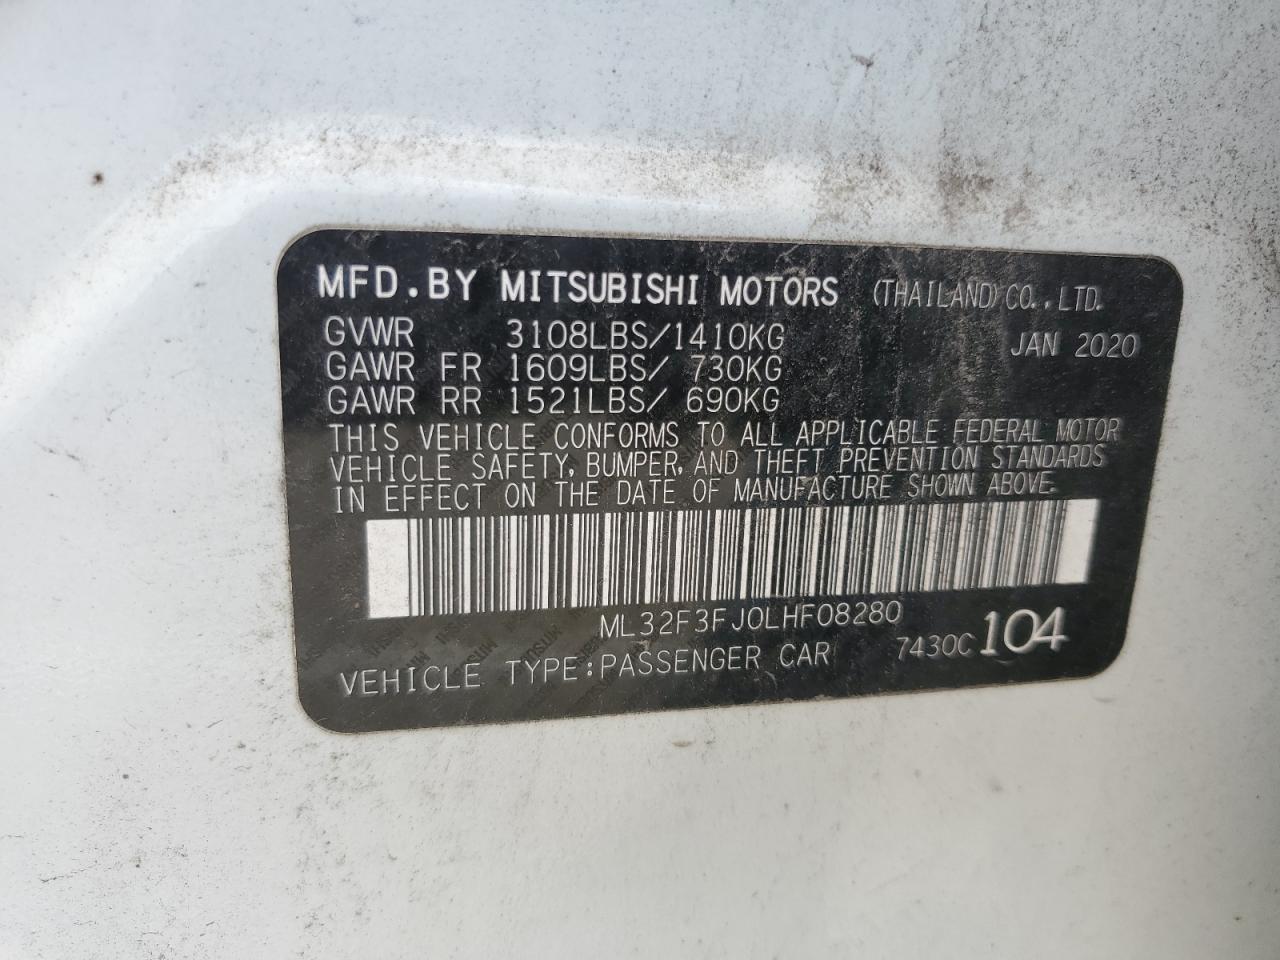 MFD.BY MITSUBISHI MOTORS (THAILAND) CO.,LTD.
GVWR 3108LBS/1410KG JAN 2020
GAWR FR 1609LBS/ 730KG
GAWR RR 1521LBS/ 690KG
THIS VEHICLE CONFORMS TO ALL APPLICABLE FEDERAL MOTOR
VEHICLE SAFETY, BUMPER, AND THEFT PREVENTION STANDARDS
IN EFFECT ON THE DATE OF MANUFACTURE SHOWN ABOVE.
ML32F3FJ0LHF08280
VEHICLE TYPE:PASSENGER CAR 7430C 104